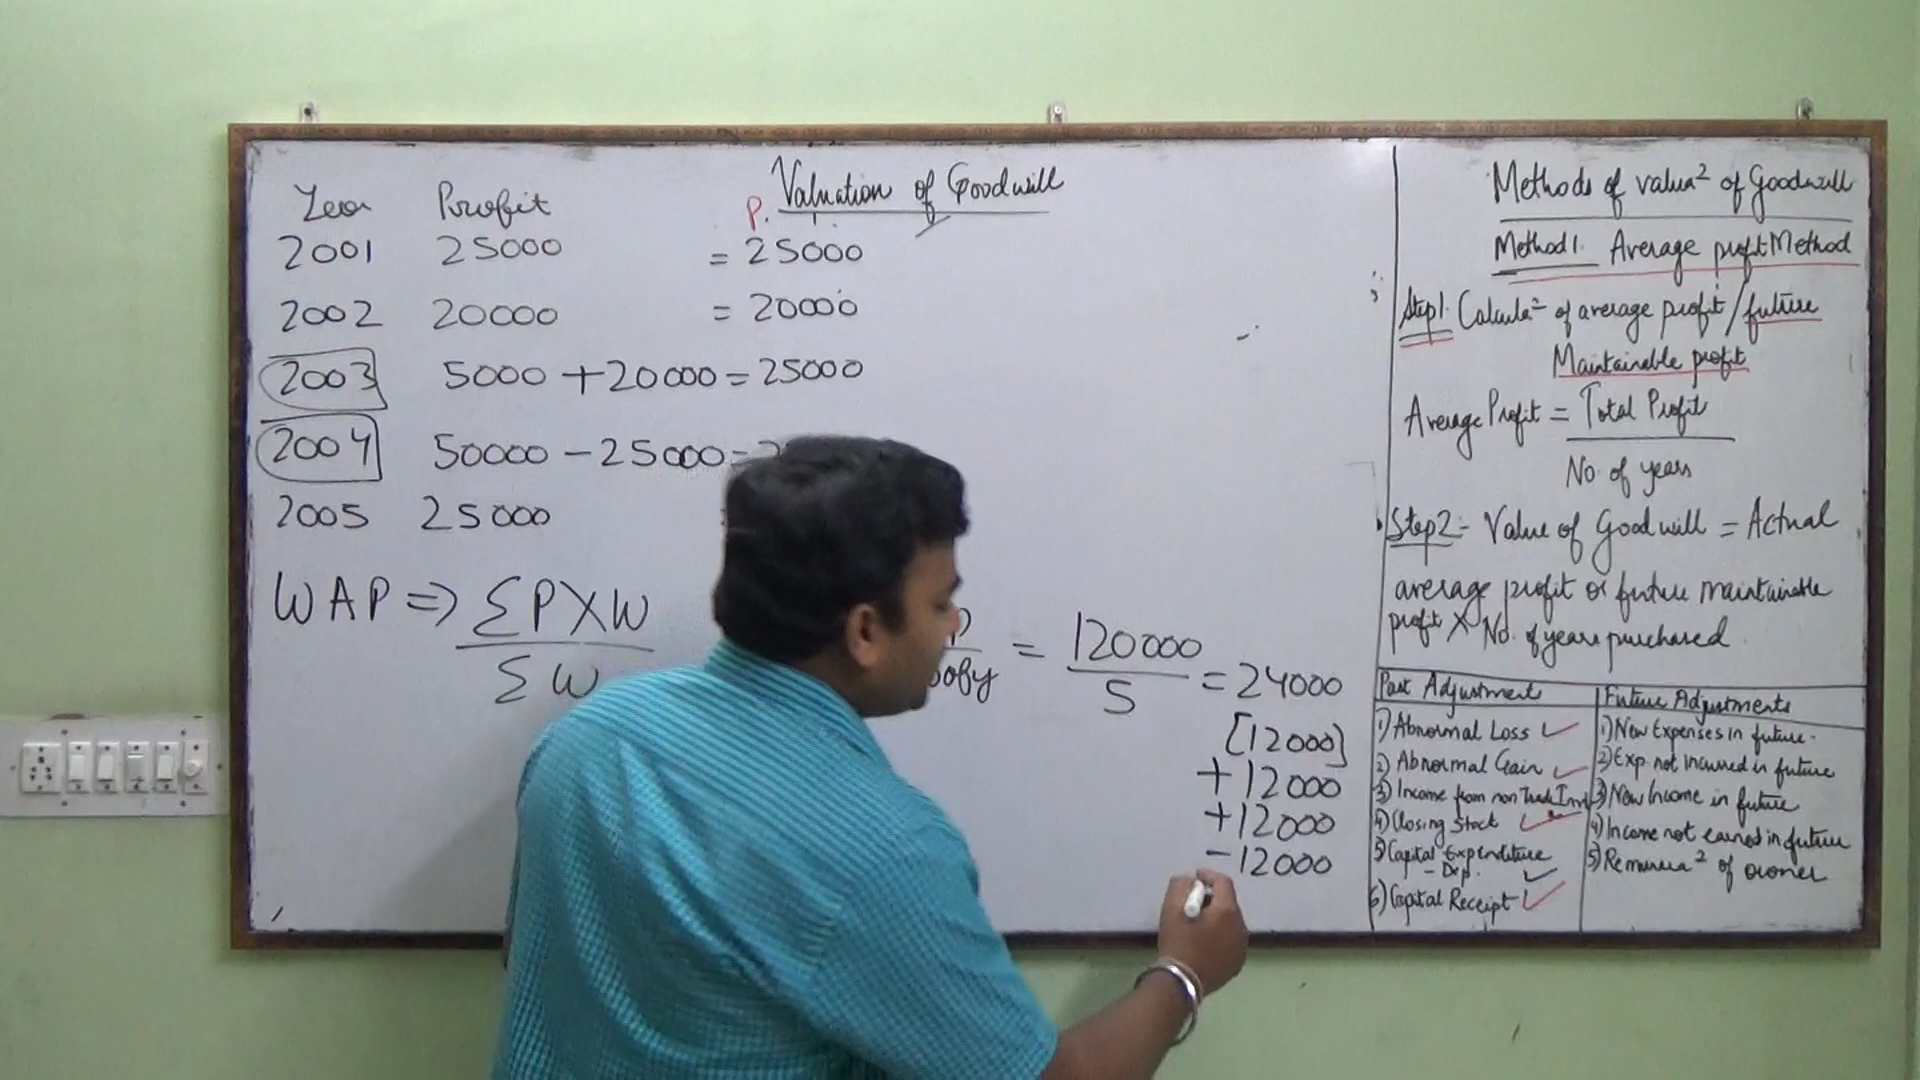 Valuation of Goodwill
Year Profit P.
2001 25000 = 25000
2002 20000 = 20000
2003 5000 + 20000 = 25000
2004 50000 - 25000 =
2005 25000
WAP => ΣPXW
ΣW
= 120000
5
= 24000
[12000]
+12000
+12000
-12000
Methods of valua² of Goodwill
Method 1. Average profit Method
Step 1. Calcula² of average profit / future
Maintainable profit
Average Profit = Total Profit
No. of years
Step 2 - Value of Goodwill = Actual
average profit or future maintainable
profit X No. of years purchased.
Past Adjustment
1) Abnormal Loss ✓
2) Abnormal Gain ✓
3) Income from non Trade Inv
4) Closing Stock ✓
5) Capital Expenditure
- Dep. ✓
6) Capital Receipt ✓
Future Adjustments
1) New Expenses in future.
2) Exp. not incurred in future
3) New Income in future
4) Income not earned in future
5) Remunera² of owner